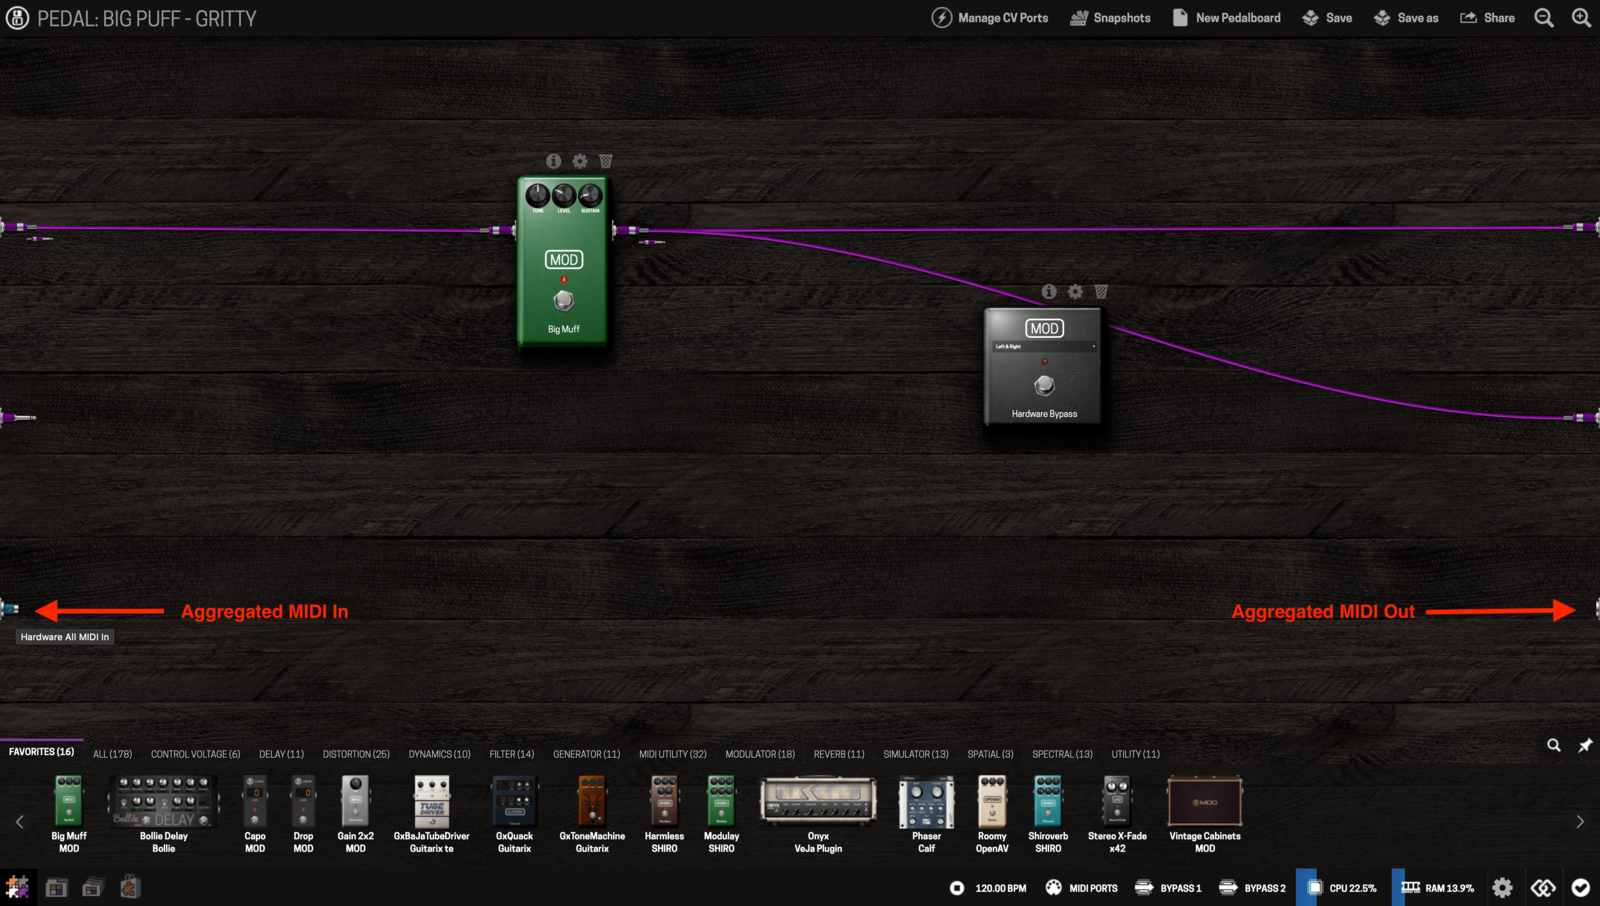 PEDAL: BIG PUFF - GRITTY
Manage CV Ports
Snapshots
New Pedalboard
Save
Save as
Share
TONE
LEVEL
SUSTAIN
MOD
Big Muff
MOD
Left & Right
Hardware Bypass
Aggregated MIDI In
Aggregated MIDI Out
Hardware All MIDI In
FAVORITES (16)
ALL (178)
CONTROL VOLTAGE (6)
DELAY (11)
DISTORTION (25)
DYNAMICS (10)
FILTER (14)
GENERATOR (11)
MIDI UTILITY (32)
MODULATOR (18)
REVERB (11)
SIMULATOR (13)
SPATIAL (3)
SPECTRAL (13)
UTILITY (11)
Bollie DELAY
TUBE
DRIVER
MOD
Big Muff
MOD
Bollie Delay
Bollie
Capo
MOD
Drop
MOD
Gain 2x2
MOD
GxBaJaTubeDriver
Guitarix te
GxQuack
Guitarix
GxToneMachine
Guitarix
Harmless
SHIRO
Modulay
SHIRO
Onyx
VeJa Plugin
Phaser
Calf
Roomy
OpenAV
Shiroverb
SHIRO
Stereo X-Fade
x42
Vintage Cabinets
MOD
120.00 BPM
MIDI PORTS
BYPASS 1
BYPASS 2
CPU 22.5%
RAM 13.9%